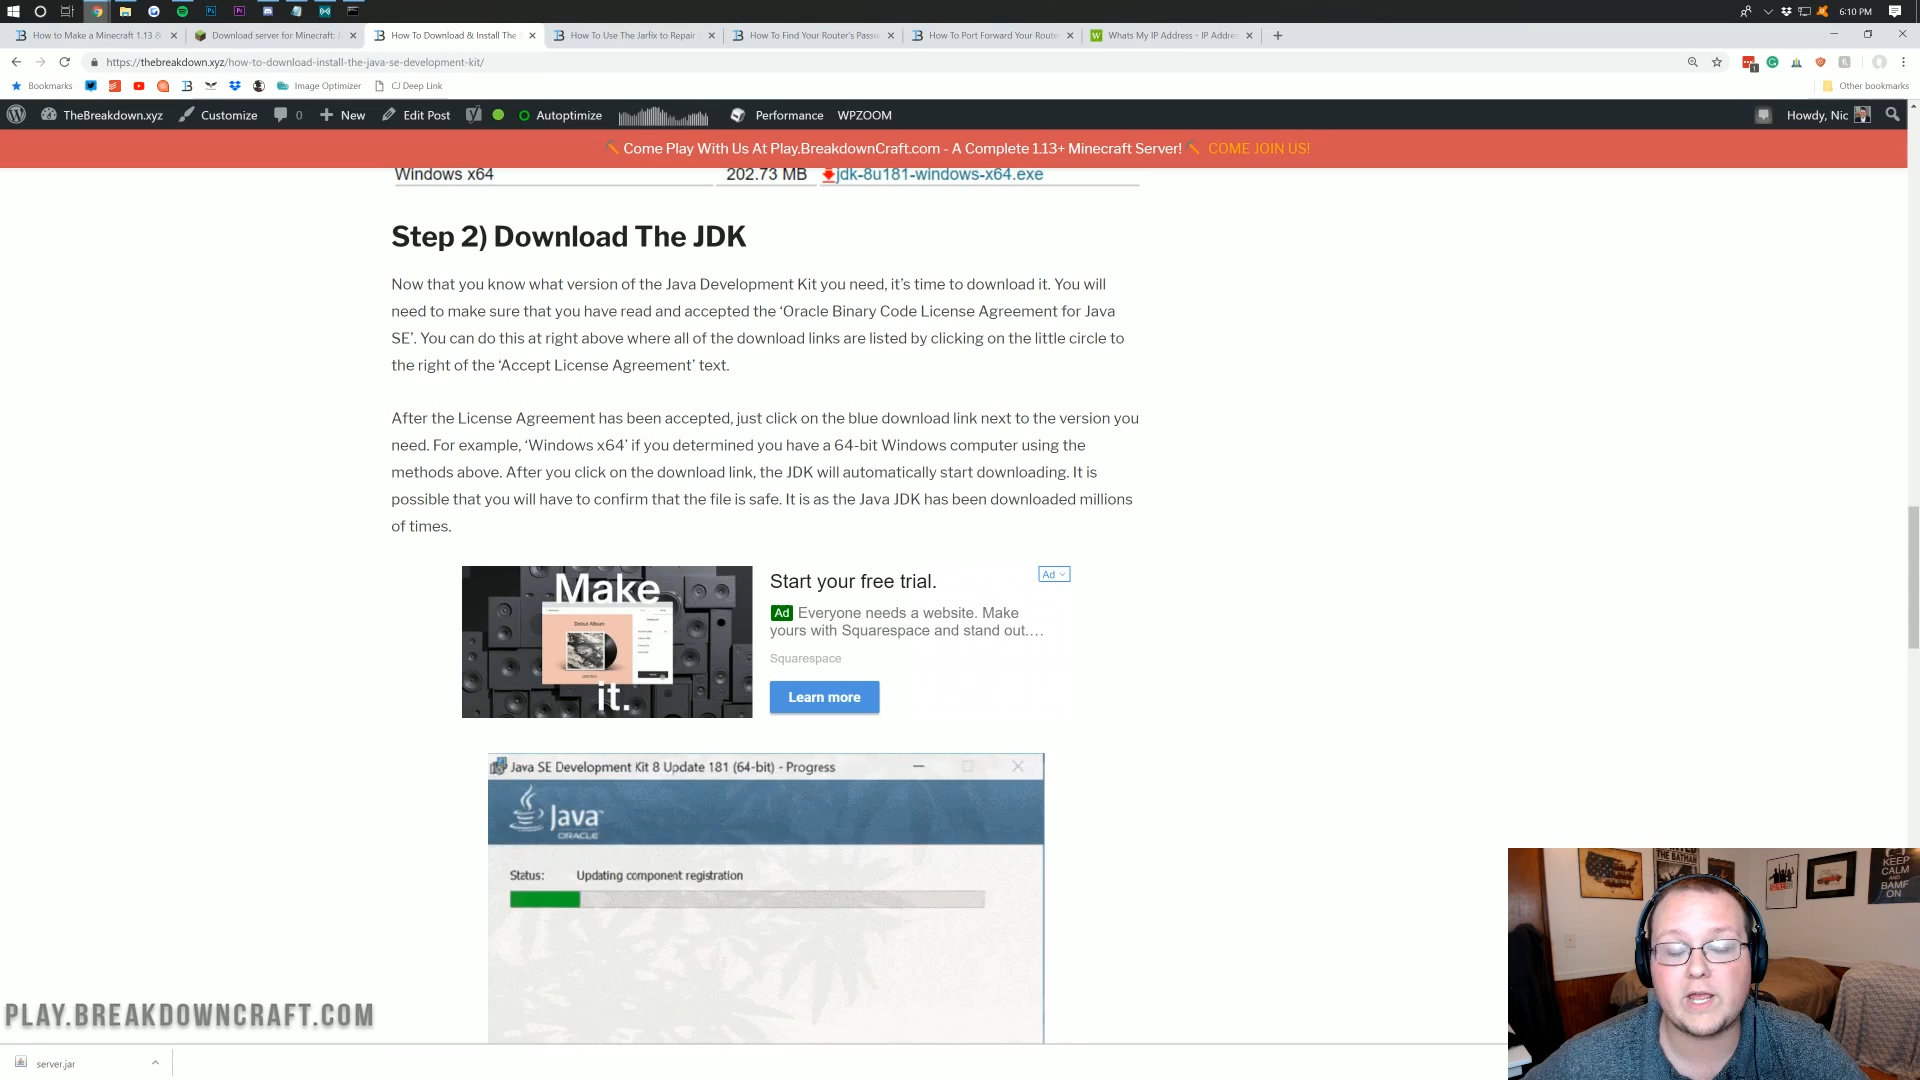 6:10 PM
How to Make a Minecraft 1.13 &
Download server for Minecraft: J
How To Download & Install The J
How To Use The Jarfix to Repair
How To Find Your Router's Passw
How To Port Forward Your Route
Whats My IP Address - IP Addre
https://thebreakdown.xyz/how-to-download-install-the-java-se-development-kit/
Bookmarks
Image Optimizer
CJ Deep Link
Other bookmarks
TheBreakdown.xyz
Customize
0
New
Edit Post
Autoptimize
Performance
WPZOOM
Howdy, Nic
Come Play With Us At Play.BreakdownCraft.com - A Complete 1.13+ Minecraft Server! COME JOIN US!
Windows x64 202.73 MB jdk-8u181-windows-x64.exe
Step 2) Download The JDK
Now that you know what version of the Java Development Kit you need, it's time to download it. You will
need to make sure that you have read and accepted the 'Oracle Binary Code License Agreement for Java
SE'. You can do this at right above where all of the download links are listed by clicking on the little circle to
the right of the 'Accept License Agreement' text.
After the License Agreement has been accepted, just click on the blue download link next to the version you
need. For example, 'Windows x64' if you determined you have a 64-bit Windows computer using the
methods above. After you click on the download link, the JDK will automatically start downloading. It is
possible that you will have to confirm that the file is safe. It is as the Java JDK has been downloaded millions
of times.
Make
it.
Debut Album
Start your free trial.
Ad
Ad Everyone needs a website. Make
yours with Squarespace and stand out....
Squarespace
Learn more
Java SE Development Kit 8 Update 181 (64-bit) - Progress
Java
ORACLE
Status: Updating component registration
PLAY.BREAKDOWNCRAFT.COM
server.jar
THE BATMAN
KEEP
CALM
AND
BAMF
ON